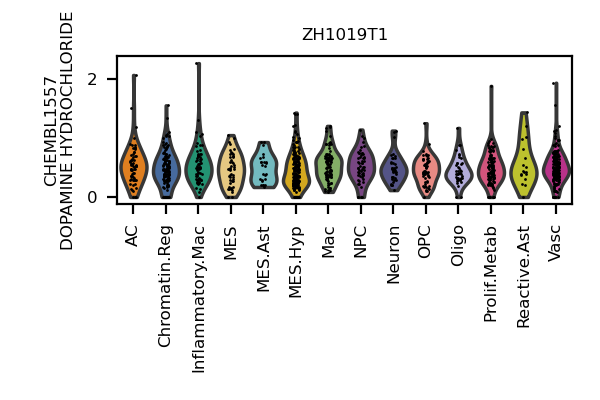 ZH1019T1
CHEMBL1557
DOPAMINE HYDROCHLORIDE
2
0
AC
Chromatin.Reg
Inflammatory.Mac
MES
MES.Ast
MES.Hyp
Mac
NPC
Neuron
OPC
Oligo
Prolif.Metab
Reactive.Ast
Vasc